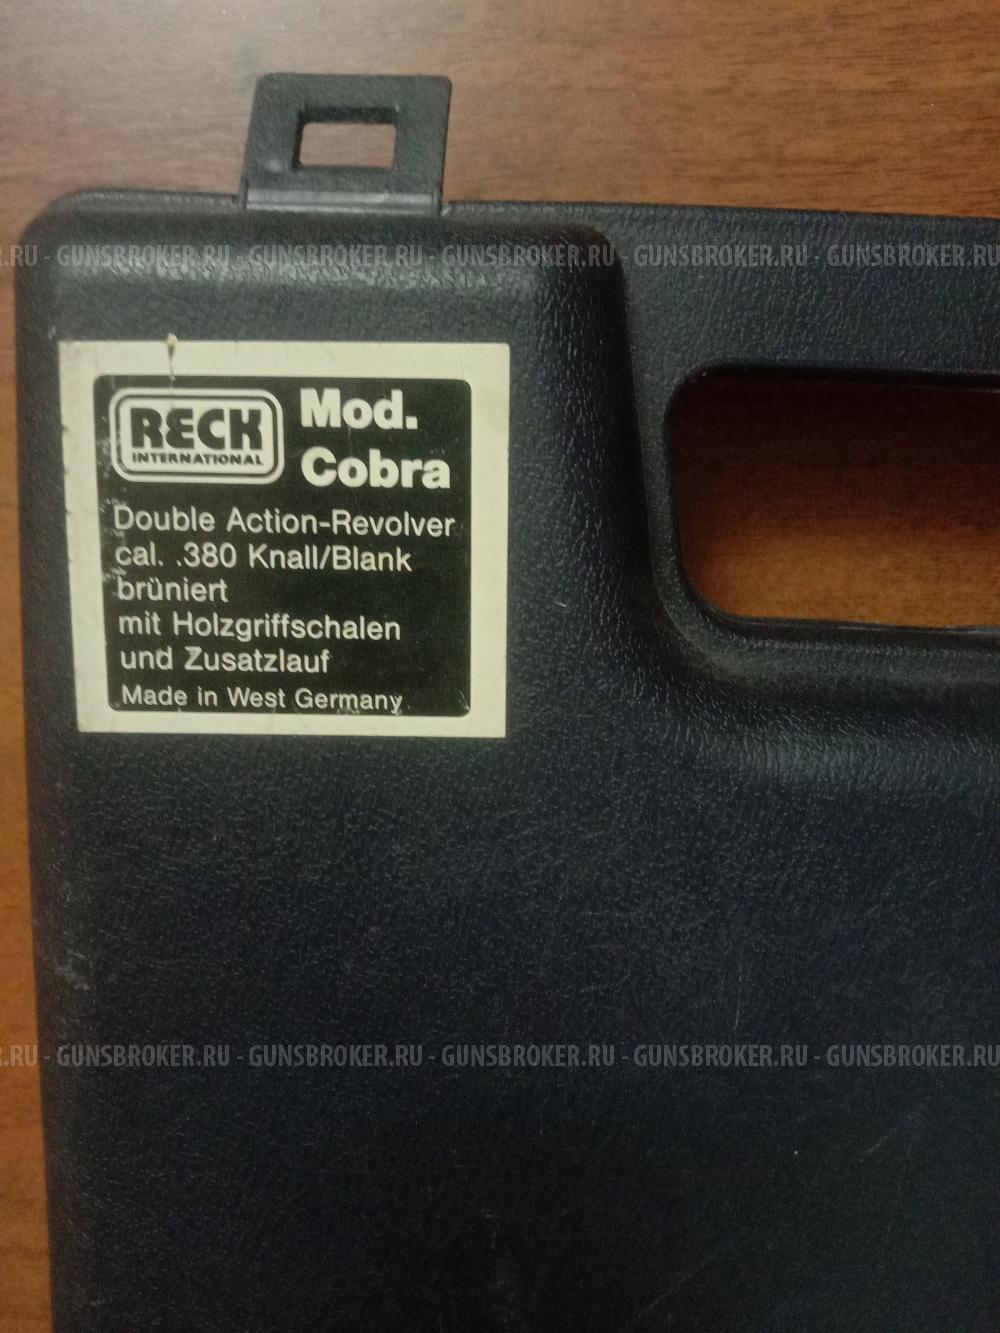 .RU - GUNSBROKER.RU - GUNSBROKER.RU - GUNSBROKER.RU - GUNSBROKER.RU - GUNSBROKER.RU
RECK
INTERNATIONAL
Mod.
Cobra
Double Action-Revolver
cal. .380 Knall/Blank
brüniert
mit Holzgriffschalen
und Zusatzlauf
Made in West Germany
.RU - GUNSBROKER.RU - GUNSBROKER.RU - GUNSBROKER.RU - GUNSBROKER.RU - GUNSBROKER.RU